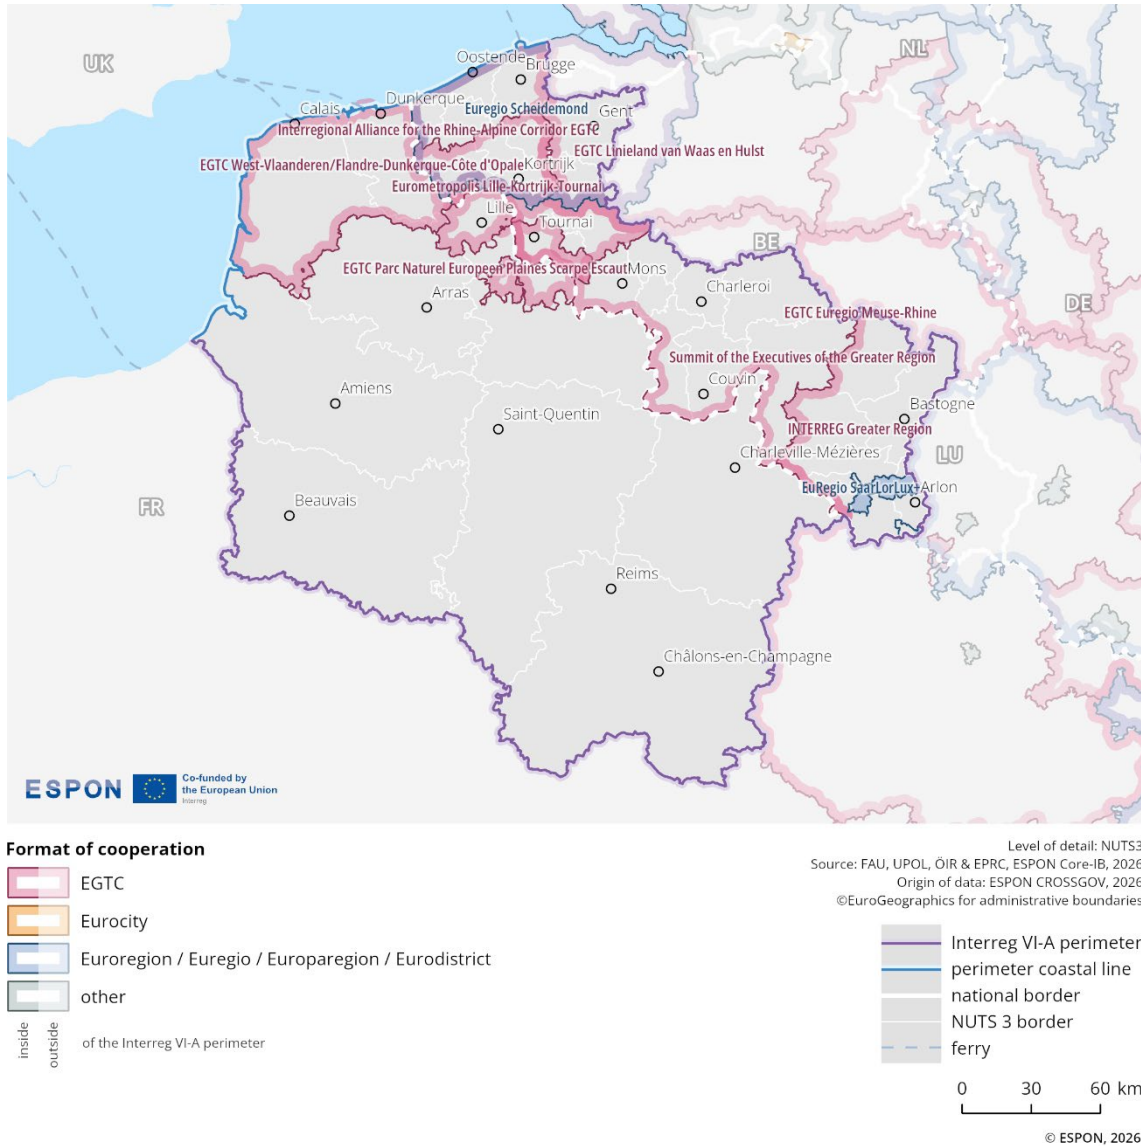 UK
NL
Oostende
Brugge
Calais
Dunkerque
Euregio Scheldemond
Gent
Interregional Alliance for the Rhine-Alpine Corridor EGTC
EGTC Linieland van Waas en Hulst
EGTC West-Vlaanderen/Flandre-Dunkerque-Côte d'Opale
Kortrijk
Eurometropolis Lille-Kortrijk-Tournai
Lille
Tournai
BE
EGTC Parc Naturel Européen Plaines Scarpe Escaut
Mons
Arras
Charleroi
DE
EGTC Euregio Meuse-Rhine
Summit of the Executives of the Greater Region
Couvin
Amiens
Saint-Quentin
Bastogne
INTERREG Greater Region
Charleville-Mézières
LU
EuRegio SaarLorLux+
Arlon
FR
Beauvais
Reims
Châlons-en-Champagne
ESPON
Co-funded by
the European Union
Interreg
Format of cooperation
EGTC
Eurocity
Euroregion / Euregio / Europaregion / Eurodistrict
other
inside
outside
of the Interreg VI-A perimeter
Level of detail: NUTS3
Source: FAU, UPOL, ÖIR & EPRC, ESPON Core-IB, 2026
Origin of data: ESPON CROSSGOV, 2026
©EuroGeographics for administrative boundaries
Interreg VI-A perimeter
perimeter coastal line
national border
NUTS 3 border
ferry
0 30 60 km
© ESPON, 2026